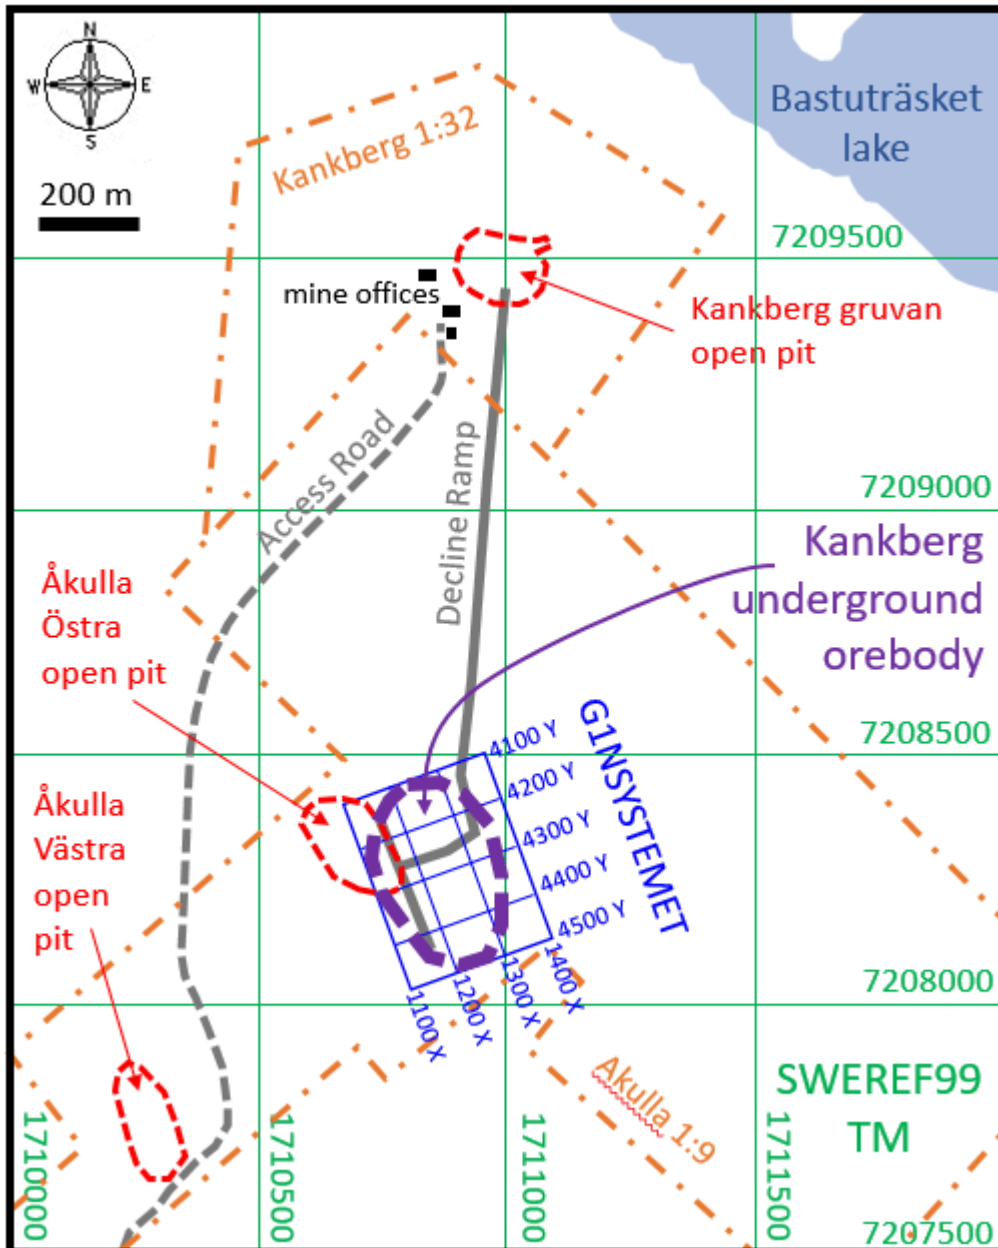 N
W E
S
200 m
Kankberg 1:32
Bastuträsket
lake
7209500
mine offices
Kankberg gruvan
open pit
Access Road
Decline Ramp
7209000
Kankberg
underground
orebody
Åkulla
Östra
open pit
7208500
G1NSYSTEMET
4100 Y
4200 Y
4300 Y
4400 Y
4500 Y
1100 X
1200 X
1300 X
1400 X
Åkulla
Västra
open
pit
7208000
Akulla 1:9
SWEREF99
TM
1710000
1710500
1711000
1711500
7207500